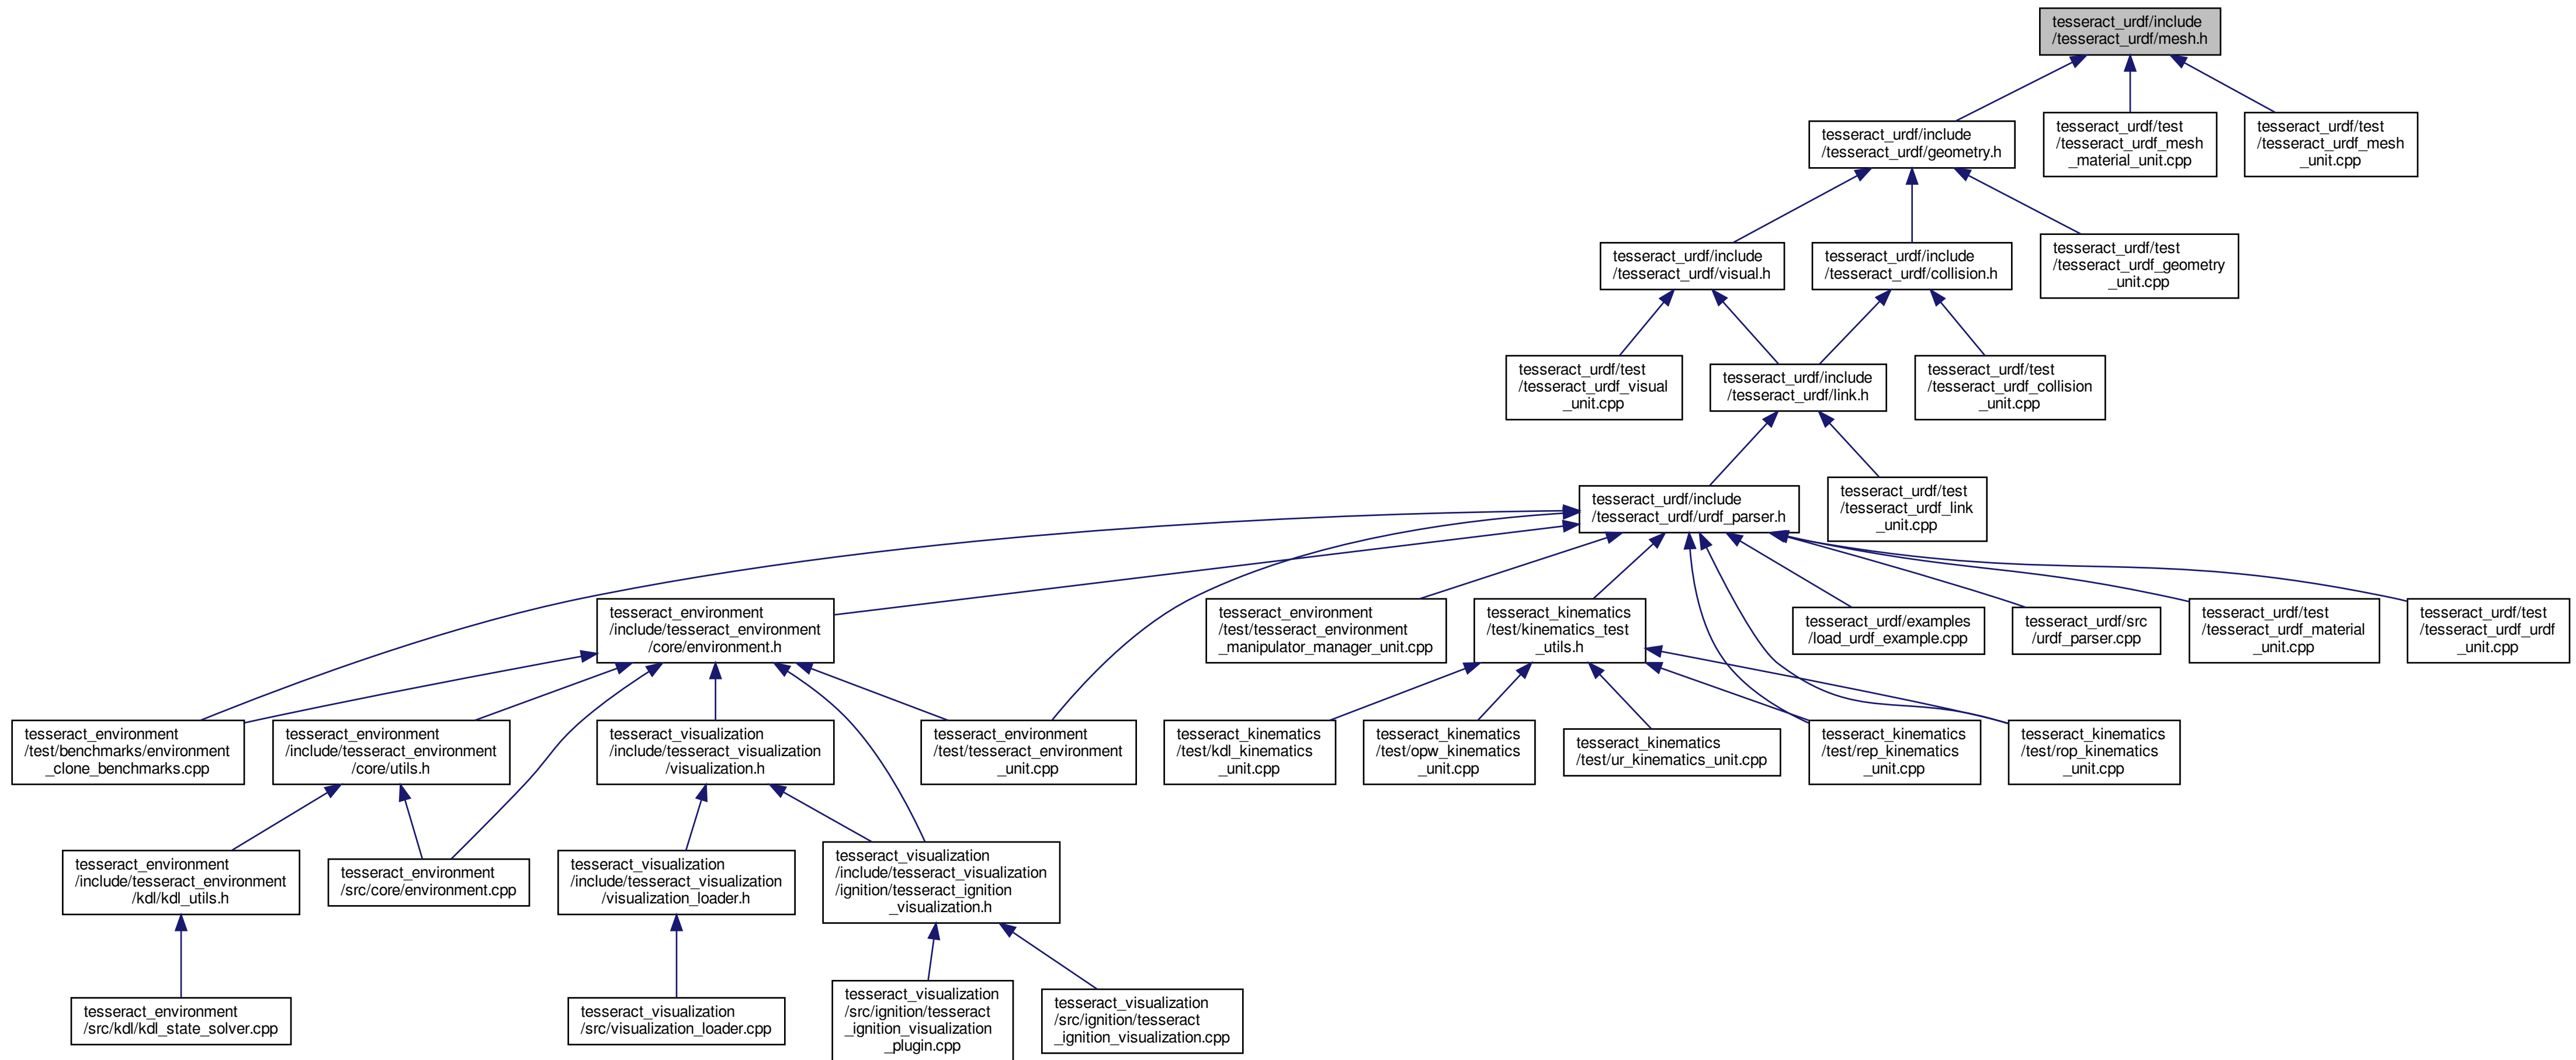 tesseract_urdf/include
/tesseract_urdf/mesh.h
tesseract_urdf/include
/tesseract_urdf/geometry.h
tesseract_urdf/test
/tesseract_urdf_mesh
_material_unit.cpp
tesseract_urdf/test
/tesseract_urdf_mesh
_unit.cpp
tesseract_urdf/include
/tesseract_urdf/visual.h
tesseract_urdf/include
/tesseract_urdf/collision.h
tesseract_urdf/test
/tesseract_urdf_geometry
_unit.cpp
tesseract_urdf/test
/tesseract_urdf_visual
_unit.cpp
tesseract_urdf/include
/tesseract_urdf/link.h
tesseract_urdf/test
/tesseract_urdf_collision
_unit.cpp
tesseract_urdf/include
/tesseract_urdf/urdf_parser.h
tesseract_urdf/test
/tesseract_urdf_link
_unit.cpp
tesseract_environment
/include/tesseract_environment
/core/environment.h
tesseract_environment
/test/tesseract_environment
_manipulator_manager_unit.cpp
tesseract_kinematics
/test/kinematics_test
_utils.h
tesseract_urdf/examples
/load_urdf_example.cpp
tesseract_urdf/src
/urdf_parser.cpp
tesseract_urdf/test
/tesseract_urdf_material
_unit.cpp
tesseract_urdf/test
/tesseract_urdf_urdf
_unit.cpp
tesseract_environment
/test/benchmarks/environment
_clone_benchmarks.cpp
tesseract_environment
/include/tesseract_environment
/core/utils.h
tesseract_visualization
/include/tesseract_visualization
/visualization.h
tesseract_environment
/test/tesseract_environment
_unit.cpp
tesseract_kinematics
/test/kdl_kinematics
_unit.cpp
tesseract_kinematics
/test/opw_kinematics
_unit.cpp
tesseract_kinematics
/test/ur_kinematics_unit.cpp
tesseract_kinematics
/test/rep_kinematics
_unit.cpp
tesseract_kinematics
/test/rop_kinematics
_unit.cpp
tesseract_environment
/include/tesseract_environment
/kdl/kdl_utils.h
tesseract_environment
/src/core/environment.cpp
tesseract_visualization
/include/tesseract_visualization
/visualization_loader.h
tesseract_visualization
/include/tesseract_visualization
/ignition/tesseract_ignition
_visualization.h
tesseract_environment
/src/kdl/kdl_state_solver.cpp
tesseract_visualization
/src/visualization_loader.cpp
tesseract_visualization
/src/ignition/tesseract
_ignition_visualization
_plugin.cpp
tesseract_visualization
/src/ignition/tesseract
_ignition_visualization.cpp